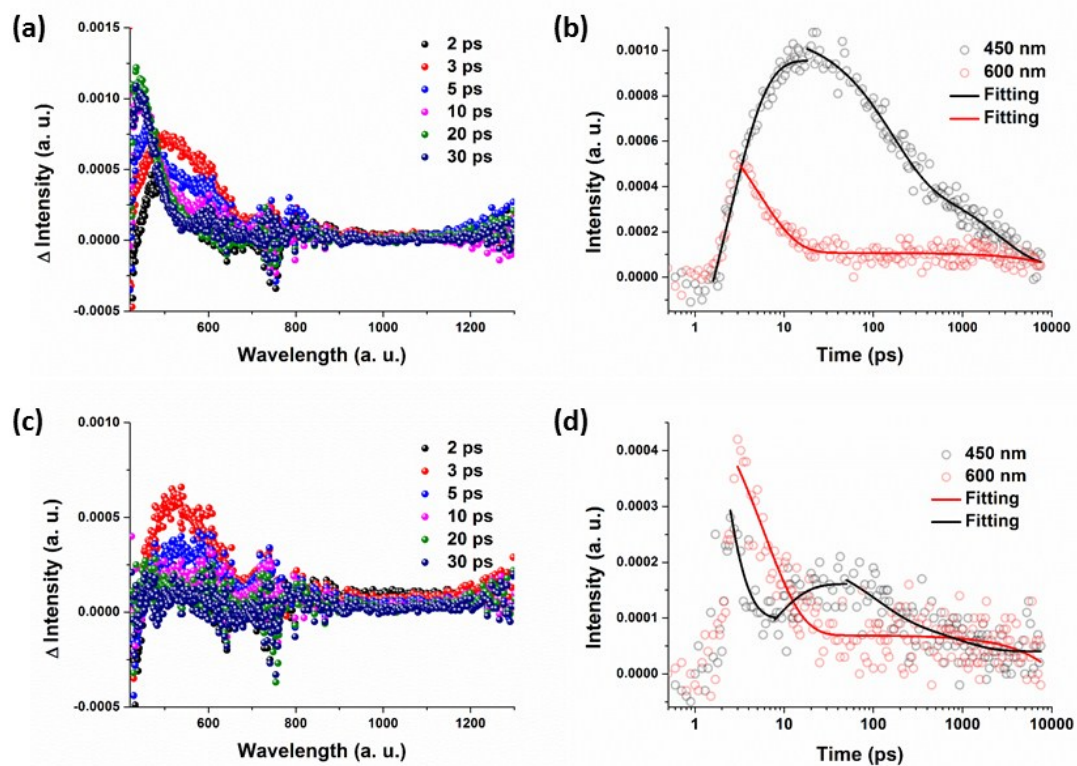 (a)
0.0015
0.0010
0.0005
0.0000
-0.0005
Δ Intensity (a. u.)
2 ps
3 ps
5 ps
10 ps
20 ps
30 ps
600 800 1000 1200
Wavelength (a. u.)
(b)
0.0010
0.0008
0.0006
0.0004
0.0002
0.0000
Intensity (a. u.)
450 nm
600 nm
Fitting
Fitting
1 10 100 1000 10000
Time (ps)
(c)
0.0010
0.0005
0.0000
-0.0005
Δ Intensity (a. u.)
2 ps
3 ps
5 ps
10 ps
20 ps
30 ps
600 800 1000 1200
Wavelength (a. u.)
(d)
0.0004
0.0003
0.0002
0.0001
0.0000
Intensity (a. u.)
450 nm
600 nm
Fitting
Fitting
1 10 100 1000 10000
Time (ps)